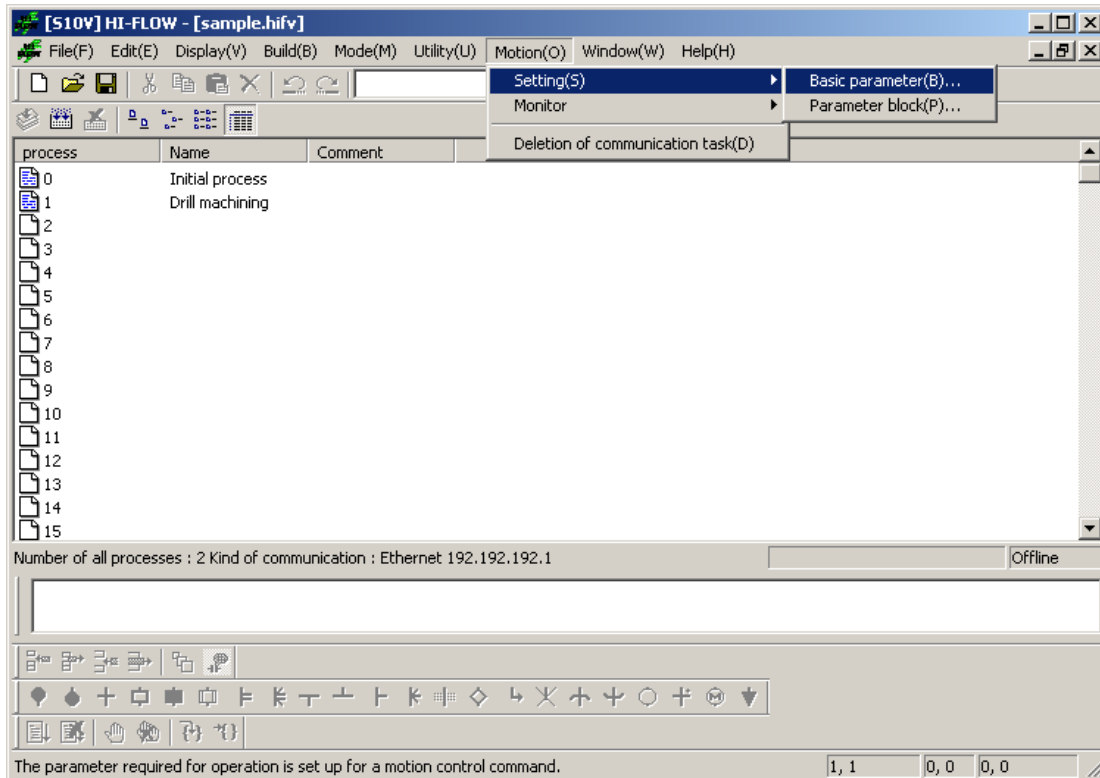 [S10V] HI-FLOW - [sample.hifv]
File(F) Edit(E) Display(V) Build(B) Mode(M) Utility(U) Motion(O) Window(W) Help(H)
Setting(S) Basic parameter(B)...
Monitor Parameter block(P)...
Deletion of communication task(D)
process Name Comment
0 Initial process
1 Drill machining
2
3
4
5
6
7
8
9
10
11
12
13
14
15
Number of all processes : 2 Kind of communication : Ethernet 192.192.192.1 Offline
The parameter required for operation is set up for a motion control command. 1, 1 0, 0 0, 0